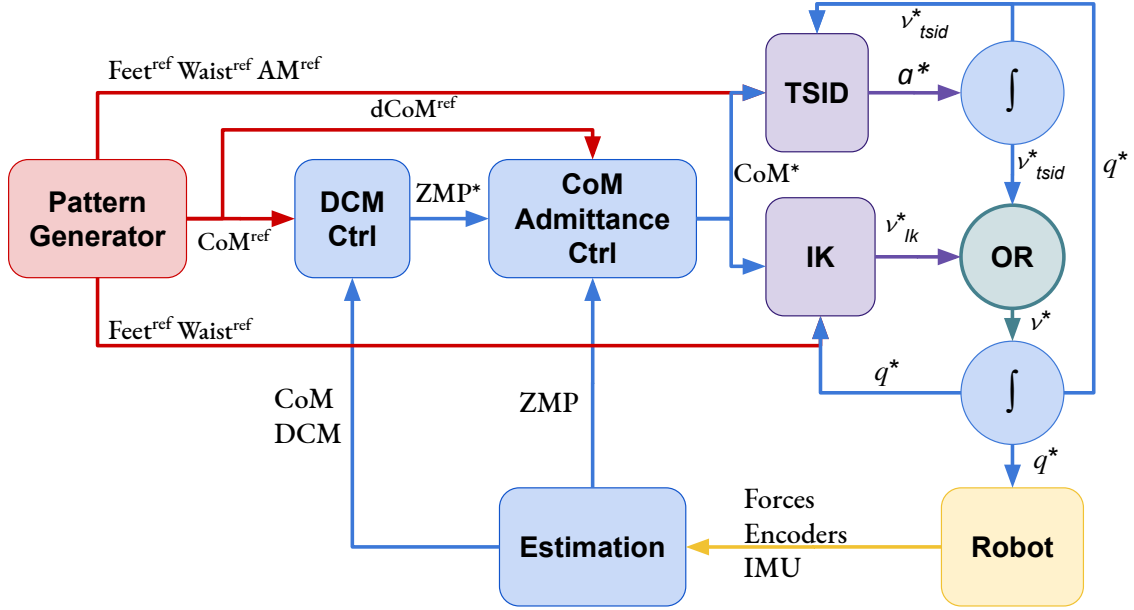 ν*tsid
Feetʳᵉᶠ Waistʳᵉᶠ AMʳᵉᶠ
TSID
a*
∫
dCoMʳᵉᶠ
Pattern
Generator
CoMʳᵉᶠ
DCM
Ctrl
ZMP*
CoM
Admittance
Ctrl
CoM*
ν*tsid
q*
IK
ν*Ik
OR
ν*
Feetʳᵉᶠ Waistʳᵉᶠ
q*
∫
CoM
DCM
ZMP
q*
Estimation
Forces
Encoders
IMU
Robot